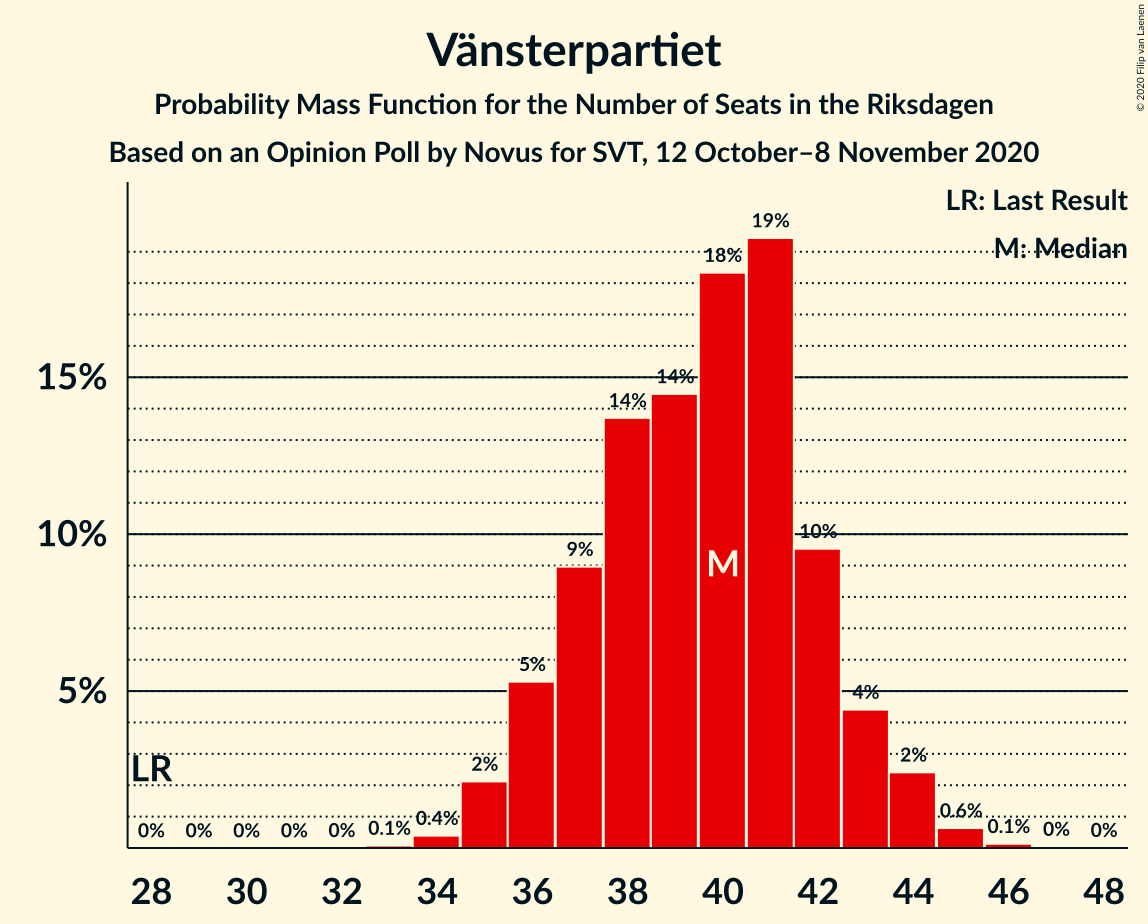 Vänsterpartiet
Probability Mass Function for the Number of Seats in the Riksdagen
Based on an Opinion Poll by Novus for SVT, 12 October–8 November 2020
© 2020 Filip van Laenen
LR: Last Result
M: Median
15%
10%
5%
LR
0%
0%
0%
0%
0%
0.1%
0.4%
2%
5%
9%
14%
14%
18%
19%
10%
4%
2%
0.6%
0.1%
0%
0%
M
28 30 32 34 36 38 40 42 44 46 48